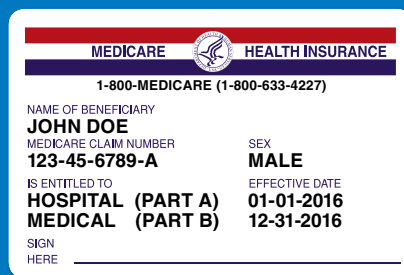 MEDICARE HEALTH INSURANCE
1-800-MEDICARE (1-800-633-4227)
NAME OF BENEFICIARY
JOHN DOE
MEDICARE CLAIM NUMBER SEX
123-45-6789-A MALE
IS ENTITLED TO EFFECTIVE DATE
HOSPITAL (PART A) 01-01-2016
MEDICAL (PART B) 12-31-2016
SIGN
HERE